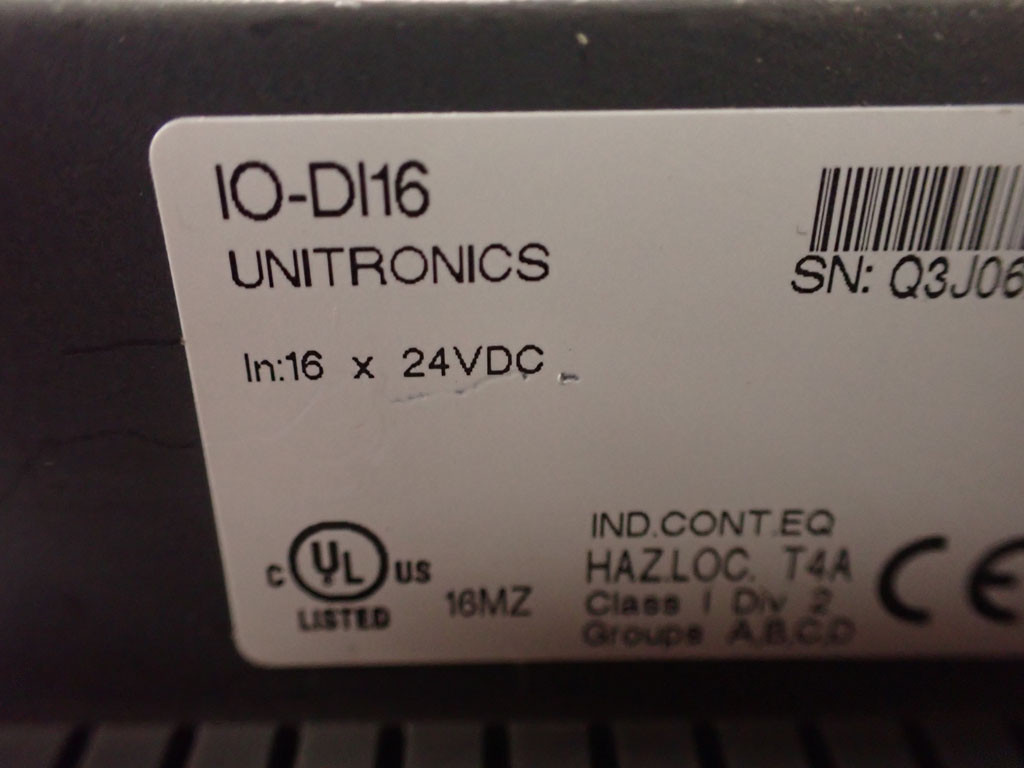 IO-DI16
UNITRONICS
SN: Q3J06
In:16 x 24VDC
C UL US
LISTED
16MZ
IND.CONT.EQ
HAZ.LOC. T4A
Class I Div 2
Groups A,B,C,D
CE